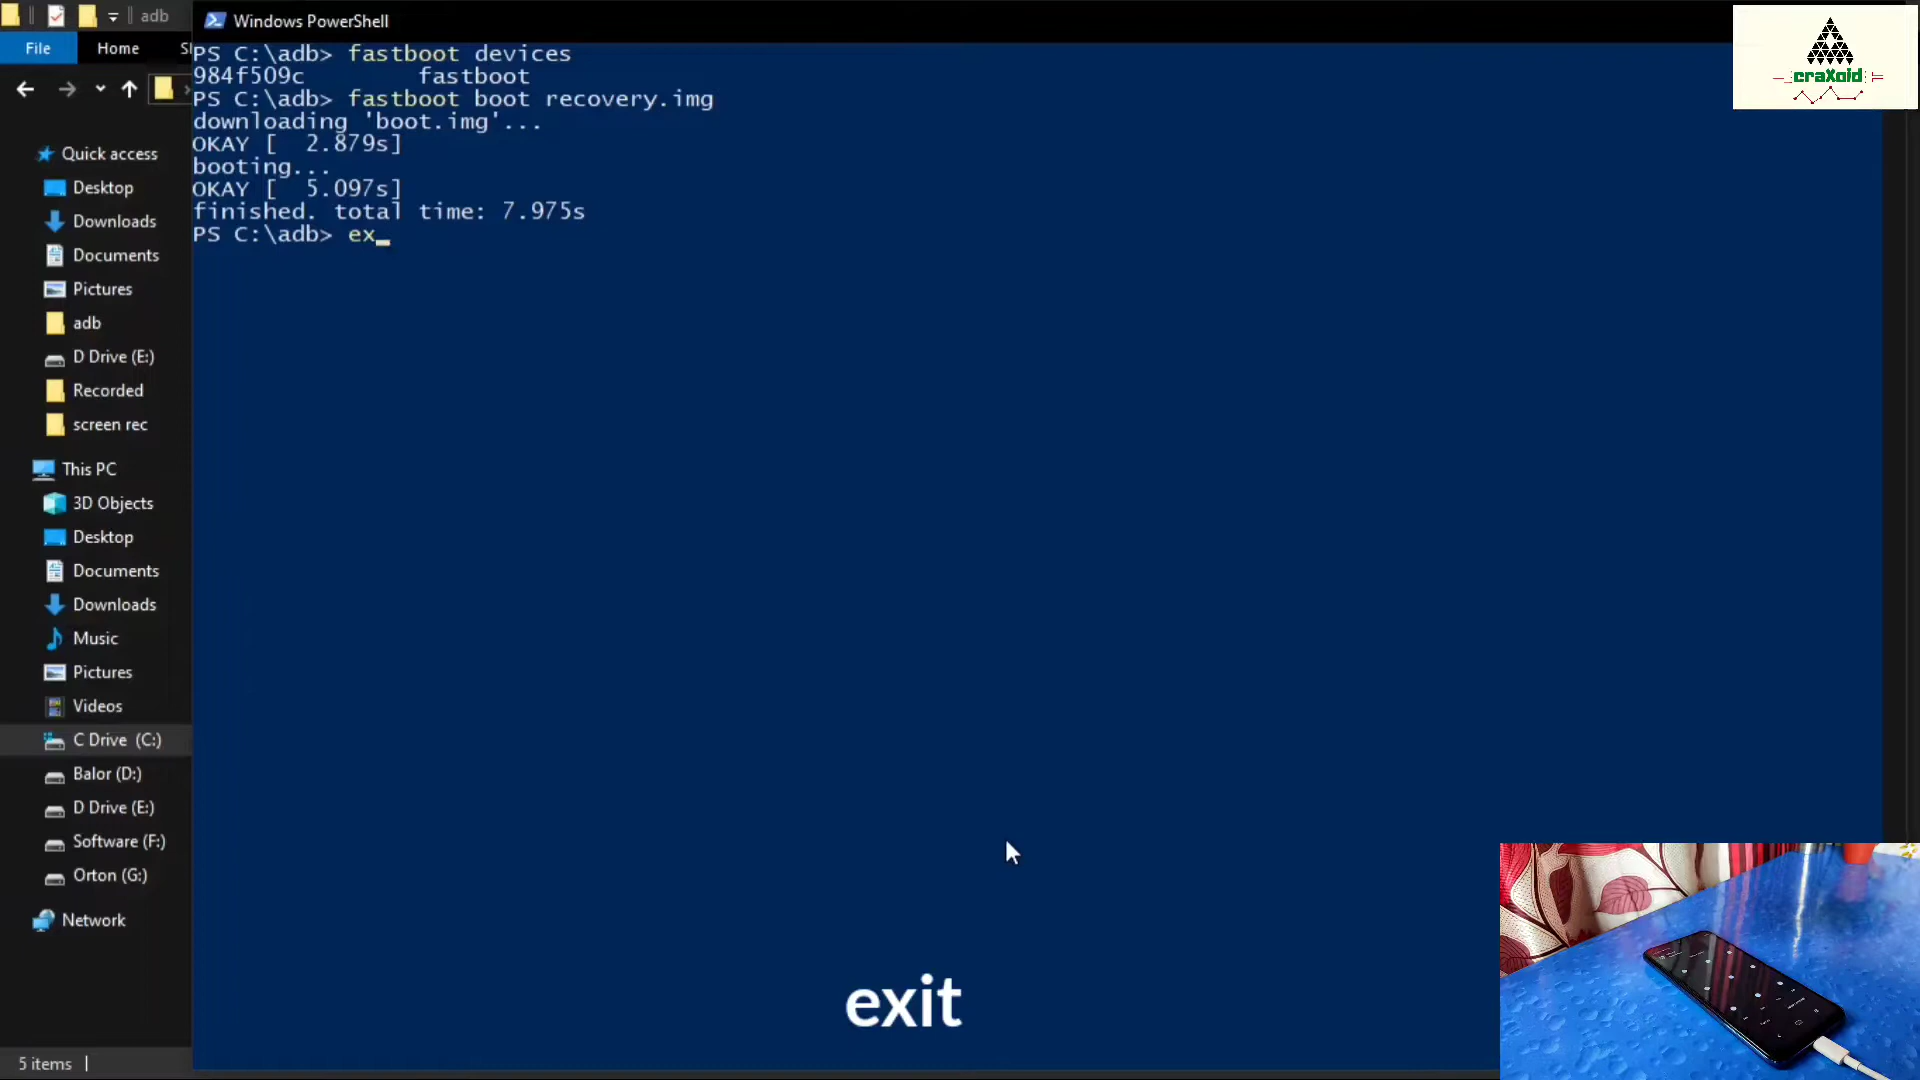 adb
Windows PowerShell
File
Home
PS C:\adb> fastboot devices
984f509c fastboot
PS C:\adb> fastboot boot recovery.img
downloading 'boot.img'...
OKAY [ 2.879s]
booting...
OKAY [ 5.097s]
finished. total time: 7.975s
PS C:\adb> ex_
craXoid
Quick access
Desktop
Downloads
Documents
Pictures
adb
D Drive (E:)
Recorded
screen rec
This PC
3D Objects
Desktop
Documents
Downloads
Music
Pictures
Videos
C Drive (C:)
Balor (D:)
D Drive (E:)
Software (F:)
Orton (G:)
Network
5 items
exit